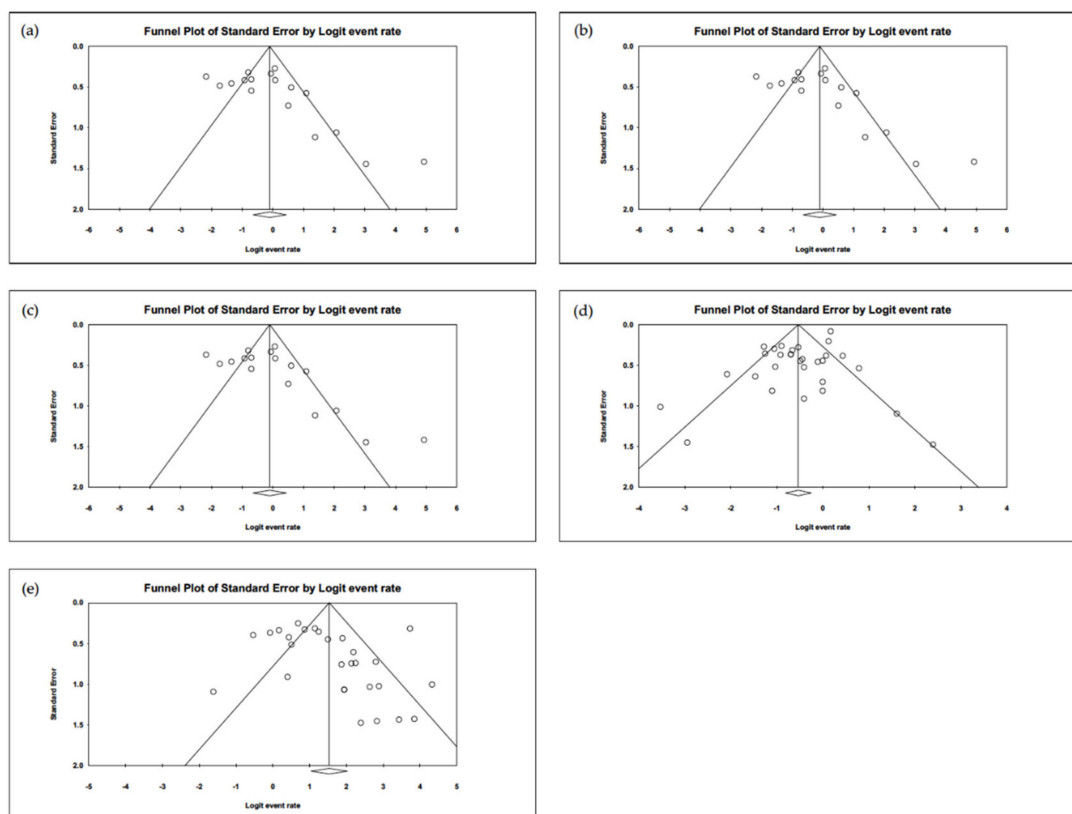 (a)
Funnel Plot of Standard Error by Logit event rate
0.0
0.5
1.0
1.5
2.0
Standard Error
-6 -5 -4 -3 -2 -1 0 1 2 3 4 5 6
Logit event rate
(b)
Funnel Plot of Standard Error by Logit event rate
0.0
0.5
1.0
1.5
2.0
Standard Error
-6 -5 -4 -3 -2 -1 0 1 2 3 4 5 6
Logit event rate
(c)
Funnel Plot of Standard Error by Logit event rate
0.0
0.5
1.0
1.5
2.0
Standard Error
-6 -5 -4 -3 -2 -1 0 1 2 3 4 5 6
Logit event rate
(d)
Funnel Plot of Standard Error by Logit event rate
0.0
0.5
1.0
1.5
2.0
Standard Error
-4 -3 -2 -1 0 1 2 3 4
Logit event rate
(e)
Funnel Plot of Standard Error by Logit event rate
0.0
0.5
1.0
1.5
2.0
Standard Error
-5 -4 -3 -2 -1 0 1 2 3 4 5
Logit event rate